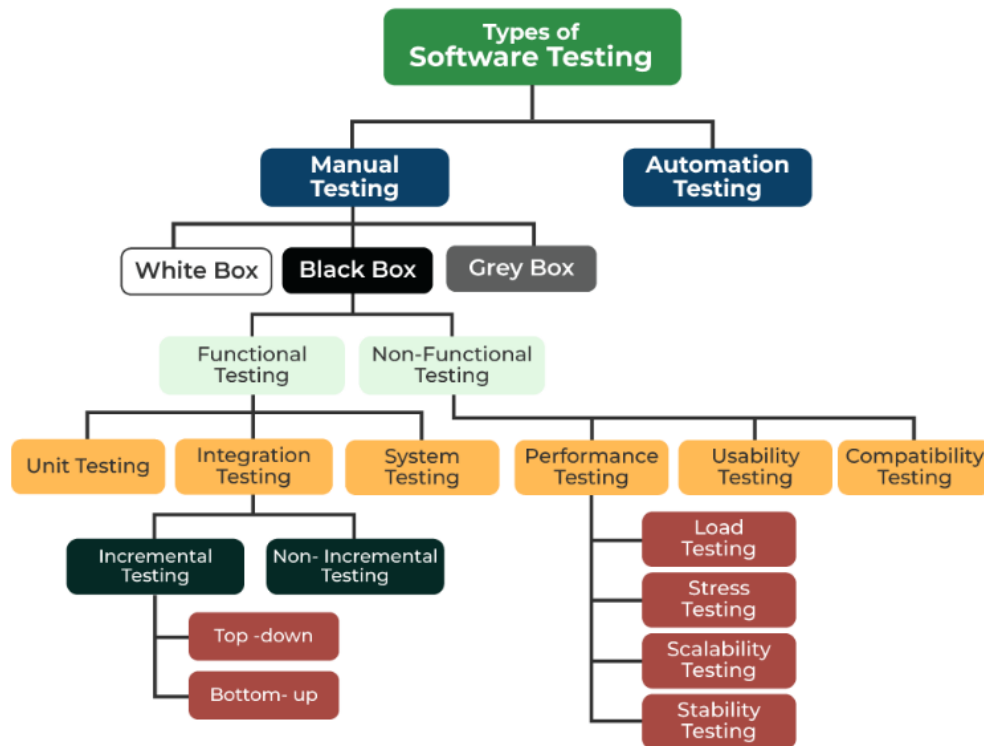 Types of
Software Testing
Manual
Testing
Automation
Testing
White Box
Black Box
Grey Box
Functional
Testing
Non-Functional
Testing
Unit Testing
Integration
Testing
System
Testing
Performance
Testing
Usability
Testing
Compatibility
Testing
Incremental
Testing
Non- Incremental
Testing
Load
Testing
Stress
Testing
Top -down
Scalability
Testing
Bottom- up
Stability
Testing